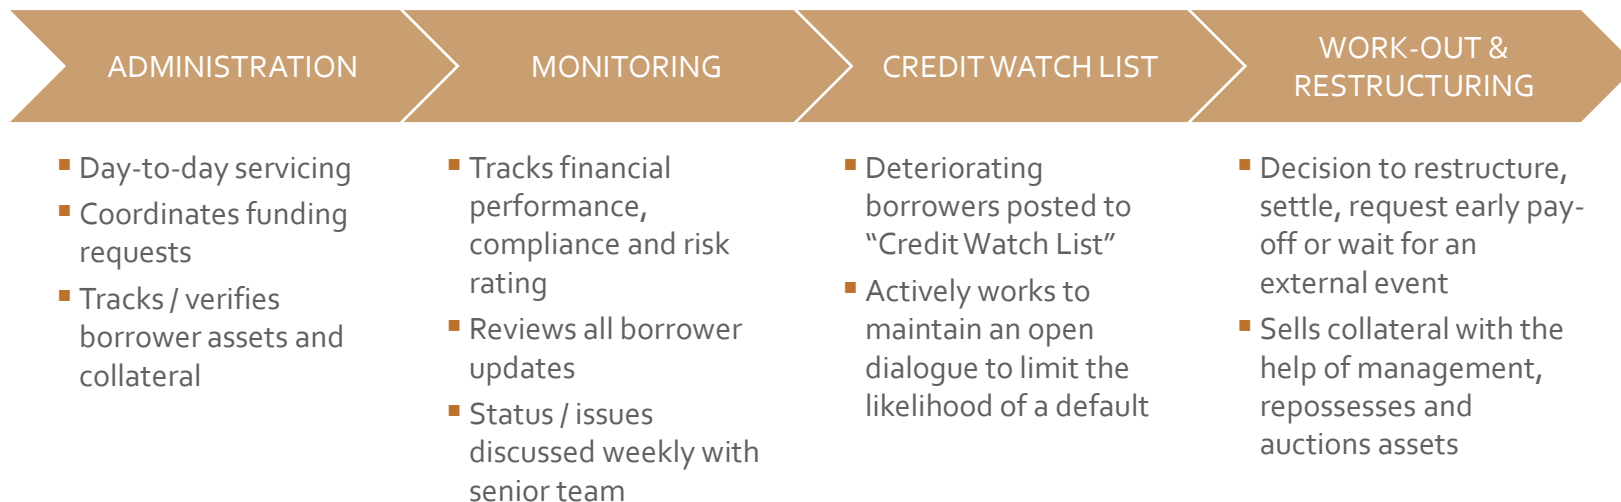 ADMINISTRATION
MONITORING
CREDIT WATCH LIST
WORK-OUT &
RESTRUCTURING
▪ Day-to-day servicing
▪ Coordinates funding
requests
▪ Tracks / verifies
borrower assets and
collateral
▪ Tracks financial
performance,
compliance and risk
rating
▪ Reviews all borrower
updates
▪ Status / issues
discussed weekly with
senior team
▪ Deteriorating
borrowers posted to
“Credit Watch List”
▪ Actively works to
maintain an open
dialogue to limit the
likelihood of a default
▪ Decision to restructure,
settle, request early pay-
off or wait for an
external event
▪ Sells collateral with the
help of management,
repossesses and
auctions assets